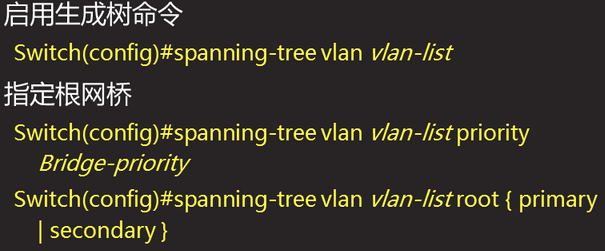 启用生成树命令
Switch(config)#spanning-tree vlan vlan-list
指定根网桥
Switch(config)#spanning-tree vlan vlan-list priority
Bridge-priority
Switch(config)#spanning-tree vlan vlan-list root { primary
| secondary }